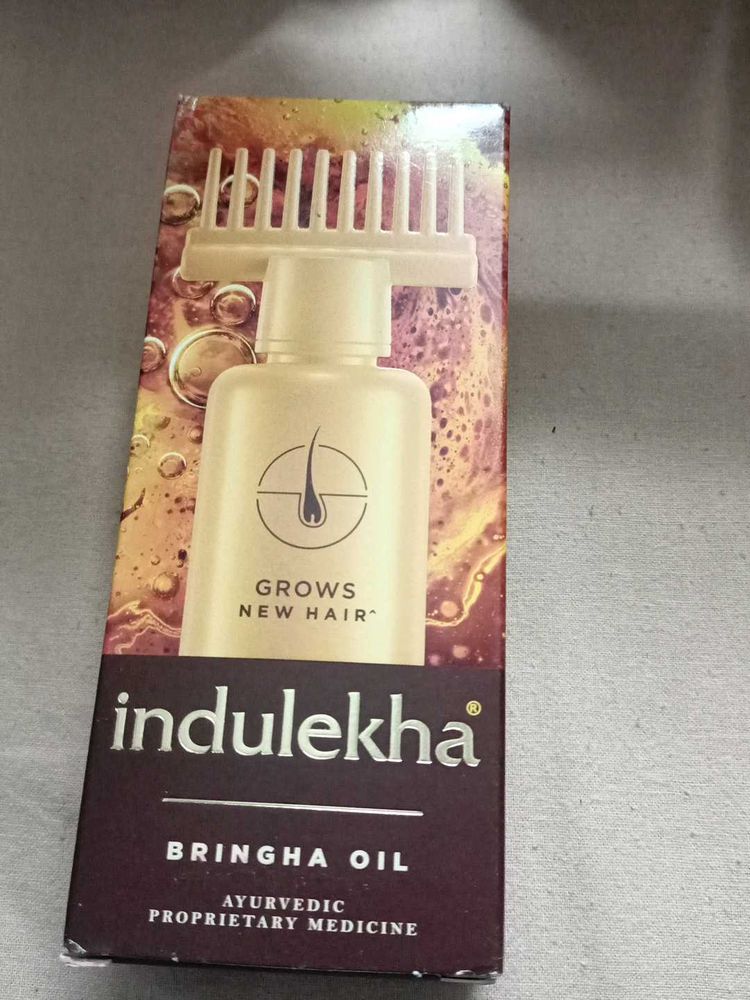 GROWS
NEW HAIR^
indulekha®
BRINGHA OIL
AYURVEDIC
PROPRIETARY MEDICINE